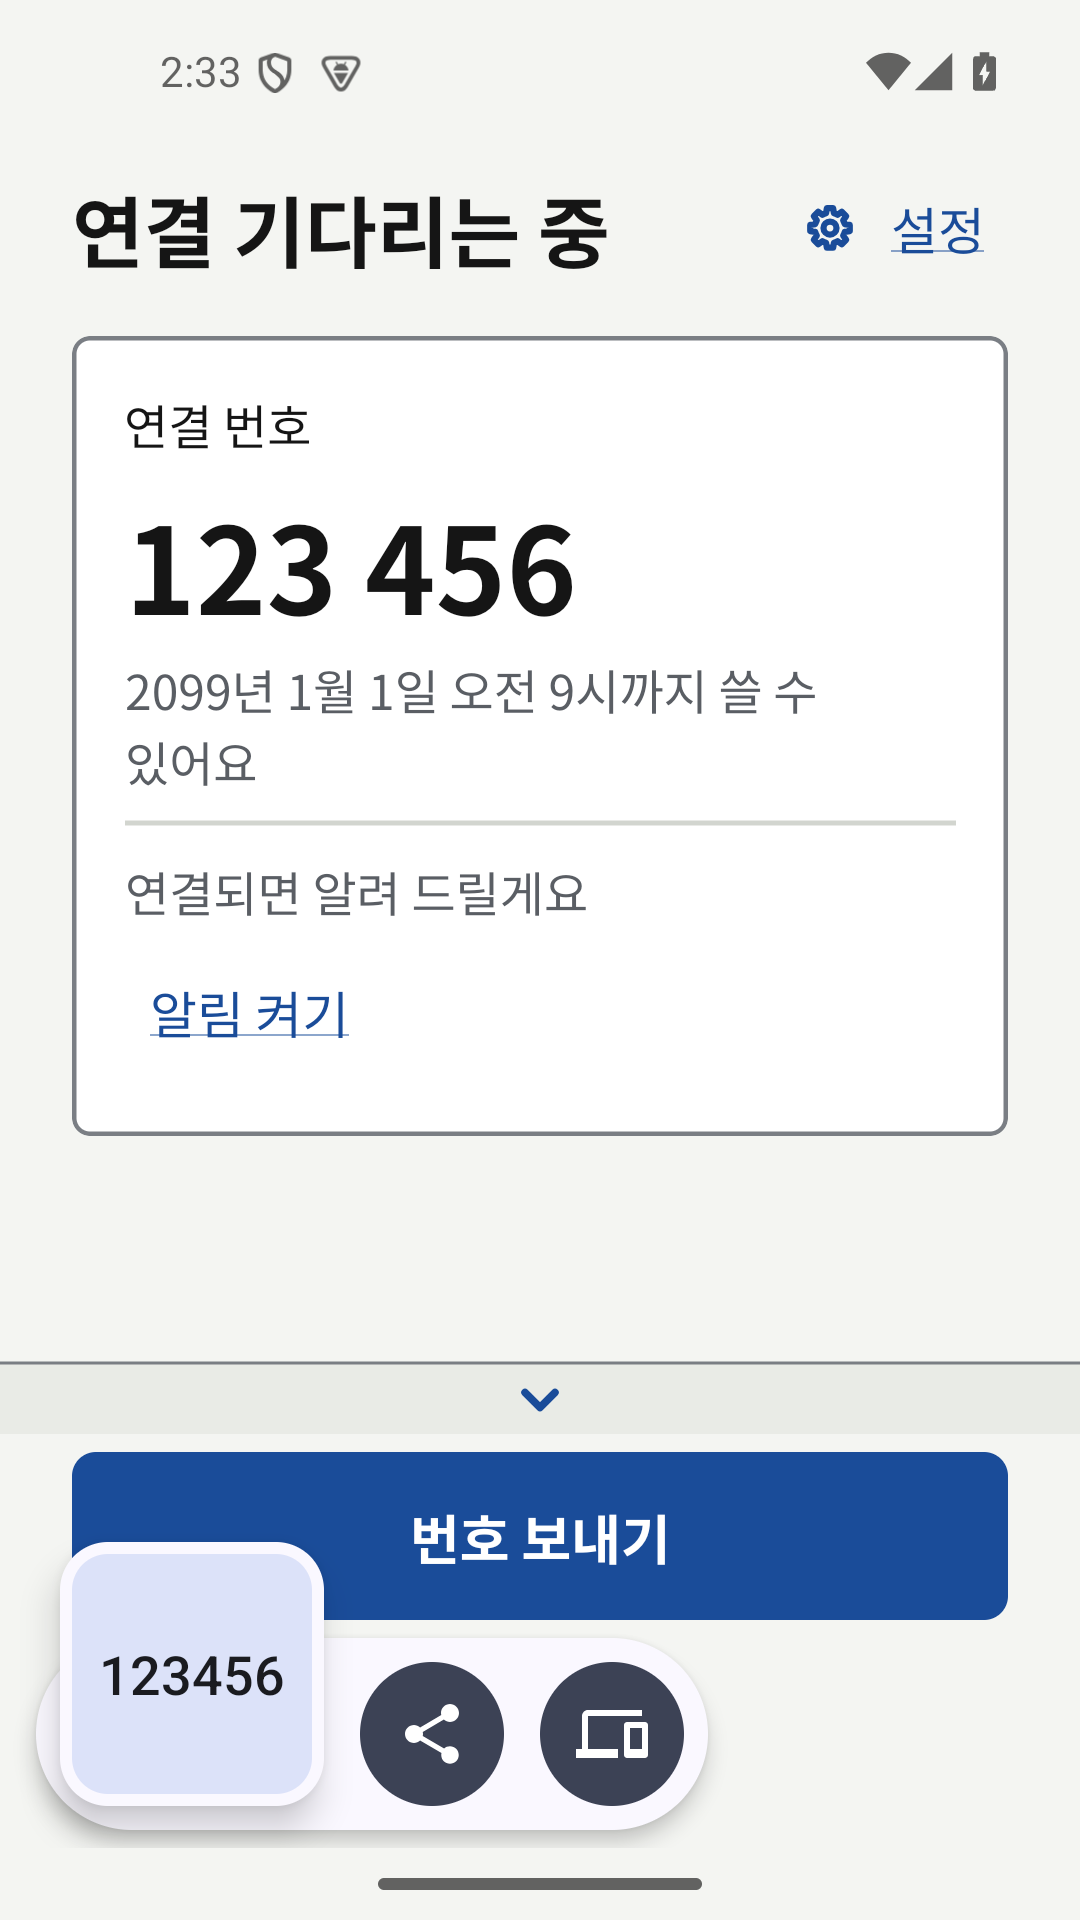 2:33
연결 기다리는 중
설정
연결 번호
123 456
2099년 1월 1일 오전 9시까지 쓸 수
있어요
연결되면 알려 드릴게요
알림 켜기
번호 보내기
123456